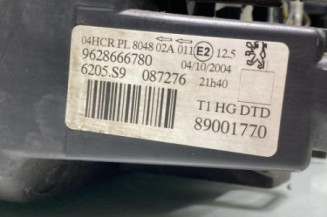 04HCR PL 8048 02A 011 E2 12.5
9628666780 04/10/2004
6205.S9 087276 21h40
T1 HG DTD
89001770